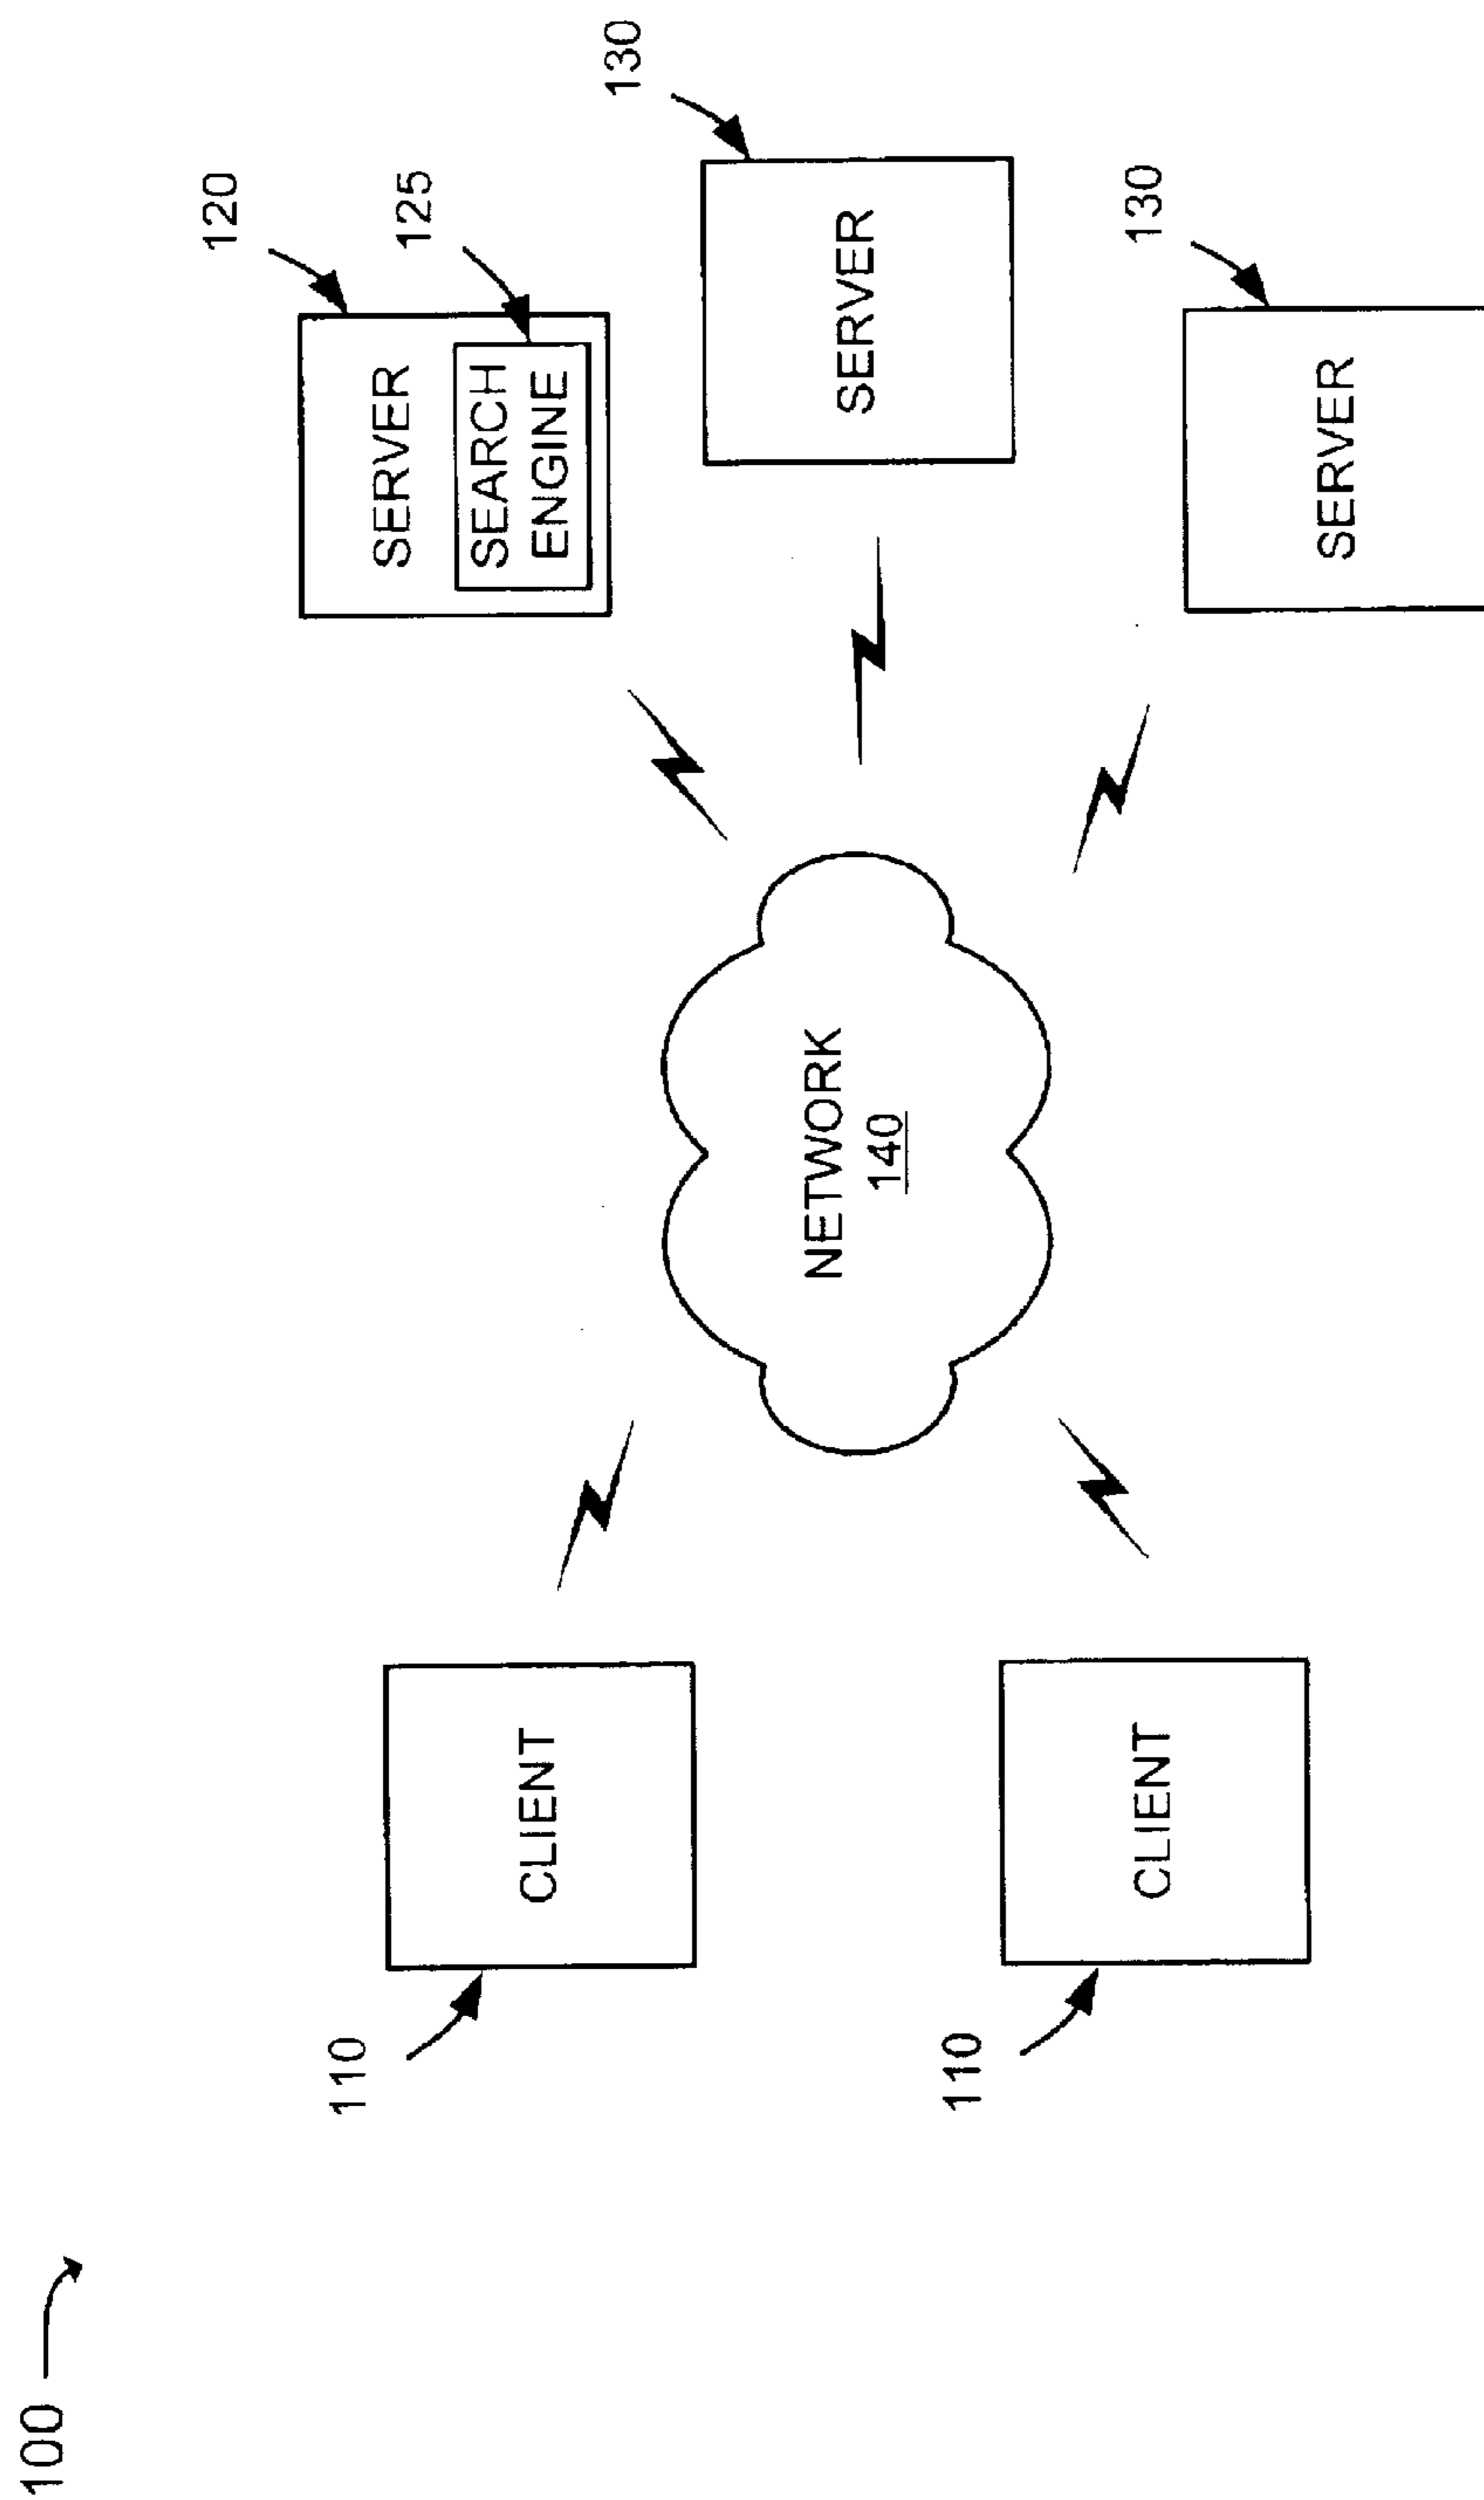 100
110
CLIENT
110
CLIENT
NETWORK
140
120
SERVER
125
SEARCH
ENGINE
130
SERVER
130
SERVER